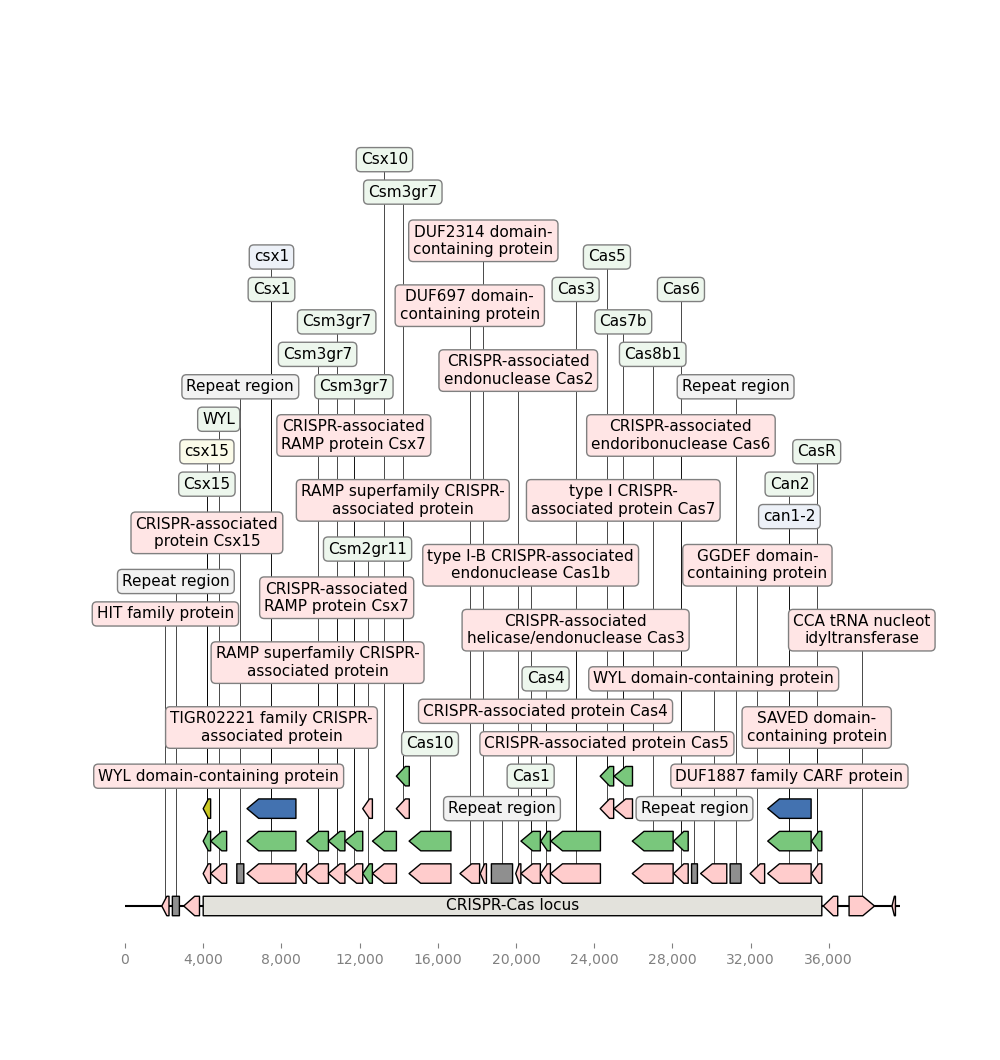 Csx10
Csm3gr7
DUF2314 domain-
containing protein
csx1
Cas5
Csx1
DUF697 domain-
containing protein
Cas3
Cas6
Csm3gr7
Cas7b
Csm3gr7
CRISPR-associated
endonuclease Cas2
Cas8b1
Repeat region
Csm3gr7
Repeat region
WYL
CRISPR-associated
RAMP protein Csx7
CRISPR-associated
endoribonuclease Cas6
csx15
CasR
Csx15
RAMP superfamily CRISPR-
associated protein
type I CRISPR-
associated protein Cas7
Can2
can1-2
CRISPR-associated
protein Csx15
Csm2gr11
type I-B CRISPR-associated
endonuclease Cas1b
GGDEF domain-
containing protein
Repeat region
CRISPR-associated
RAMP protein Csx7
HIT family protein
CRISPR-associated
helicase/endonuclease Cas3
CCA tRNA nucleot
idyltransferase
RAMP superfamily CRISPR-
associated protein
Cas4
WYL domain-containing protein
TIGR02221 family CRISPR-
associated protein
CRISPR-associated protein Cas4
SAVED domain-
containing protein
Cas10
CRISPR-associated protein Cas5
WYL domain-containing protein
Cas1
DUF1887 family CARF protein
Repeat region
Repeat region
CRISPR-Cas locus
0
4,000
8,000
12,000
16,000
20,000
24,000
28,000
32,000
36,000